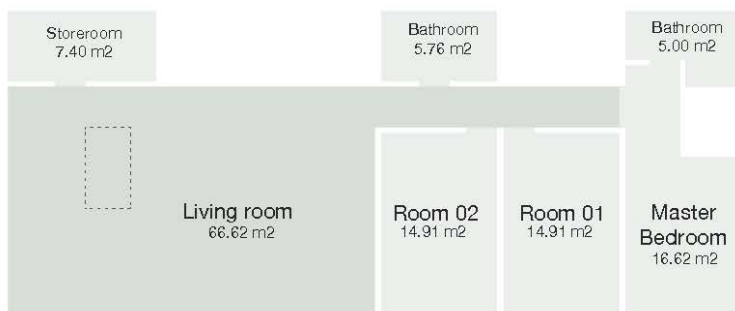 Storeroom
7.40 m2
Bathroom
5.76 m2
Bathroom
5.00 m2
Living room
66.62 m2
Room 02
14.91 m2
Room 01
14.91 m2
Master
Bedroom
16.62 m2